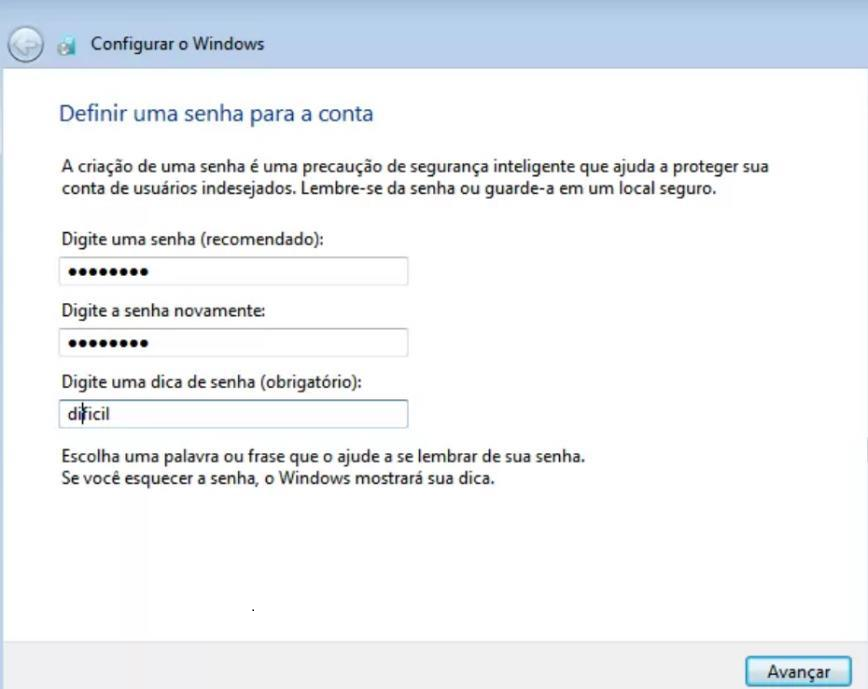 Configurar o Windows
Definir uma senha para a conta
A criação de uma senha é uma precaução de segurança inteligente que ajuda a proteger sua
conta de usuários indesejados. Lembre-se da senha ou guarde-a em um local seguro.
Digite uma senha (recomendado):
••••••••
Digite a senha novamente:
••••••••
Digite uma dica de senha (obrigatório):
dificil
Escolha uma palavra ou frase que o ajude a se lembrar de sua senha.
Se você esquecer a senha, o Windows mostrará sua dica.
Avançar